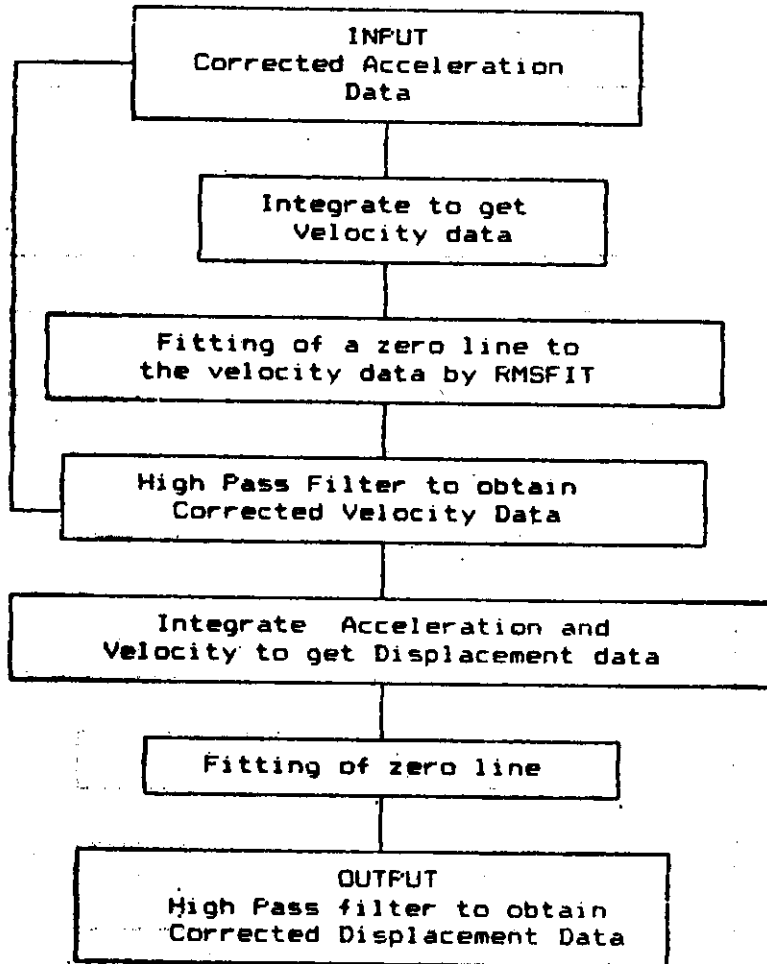 INPUT
Corrected Acceleration
Data
Integrate to get
Velocity data
Fitting of a zero line to
the velocity data by RMSFIT
High Pass Filter to obtain
Corrected Velocity Data
Integrate Acceleration and
Velocity to get Displacement data
Fitting of zero line
OUTPUT
High Pass filter to obtain
Corrected Displacement Data